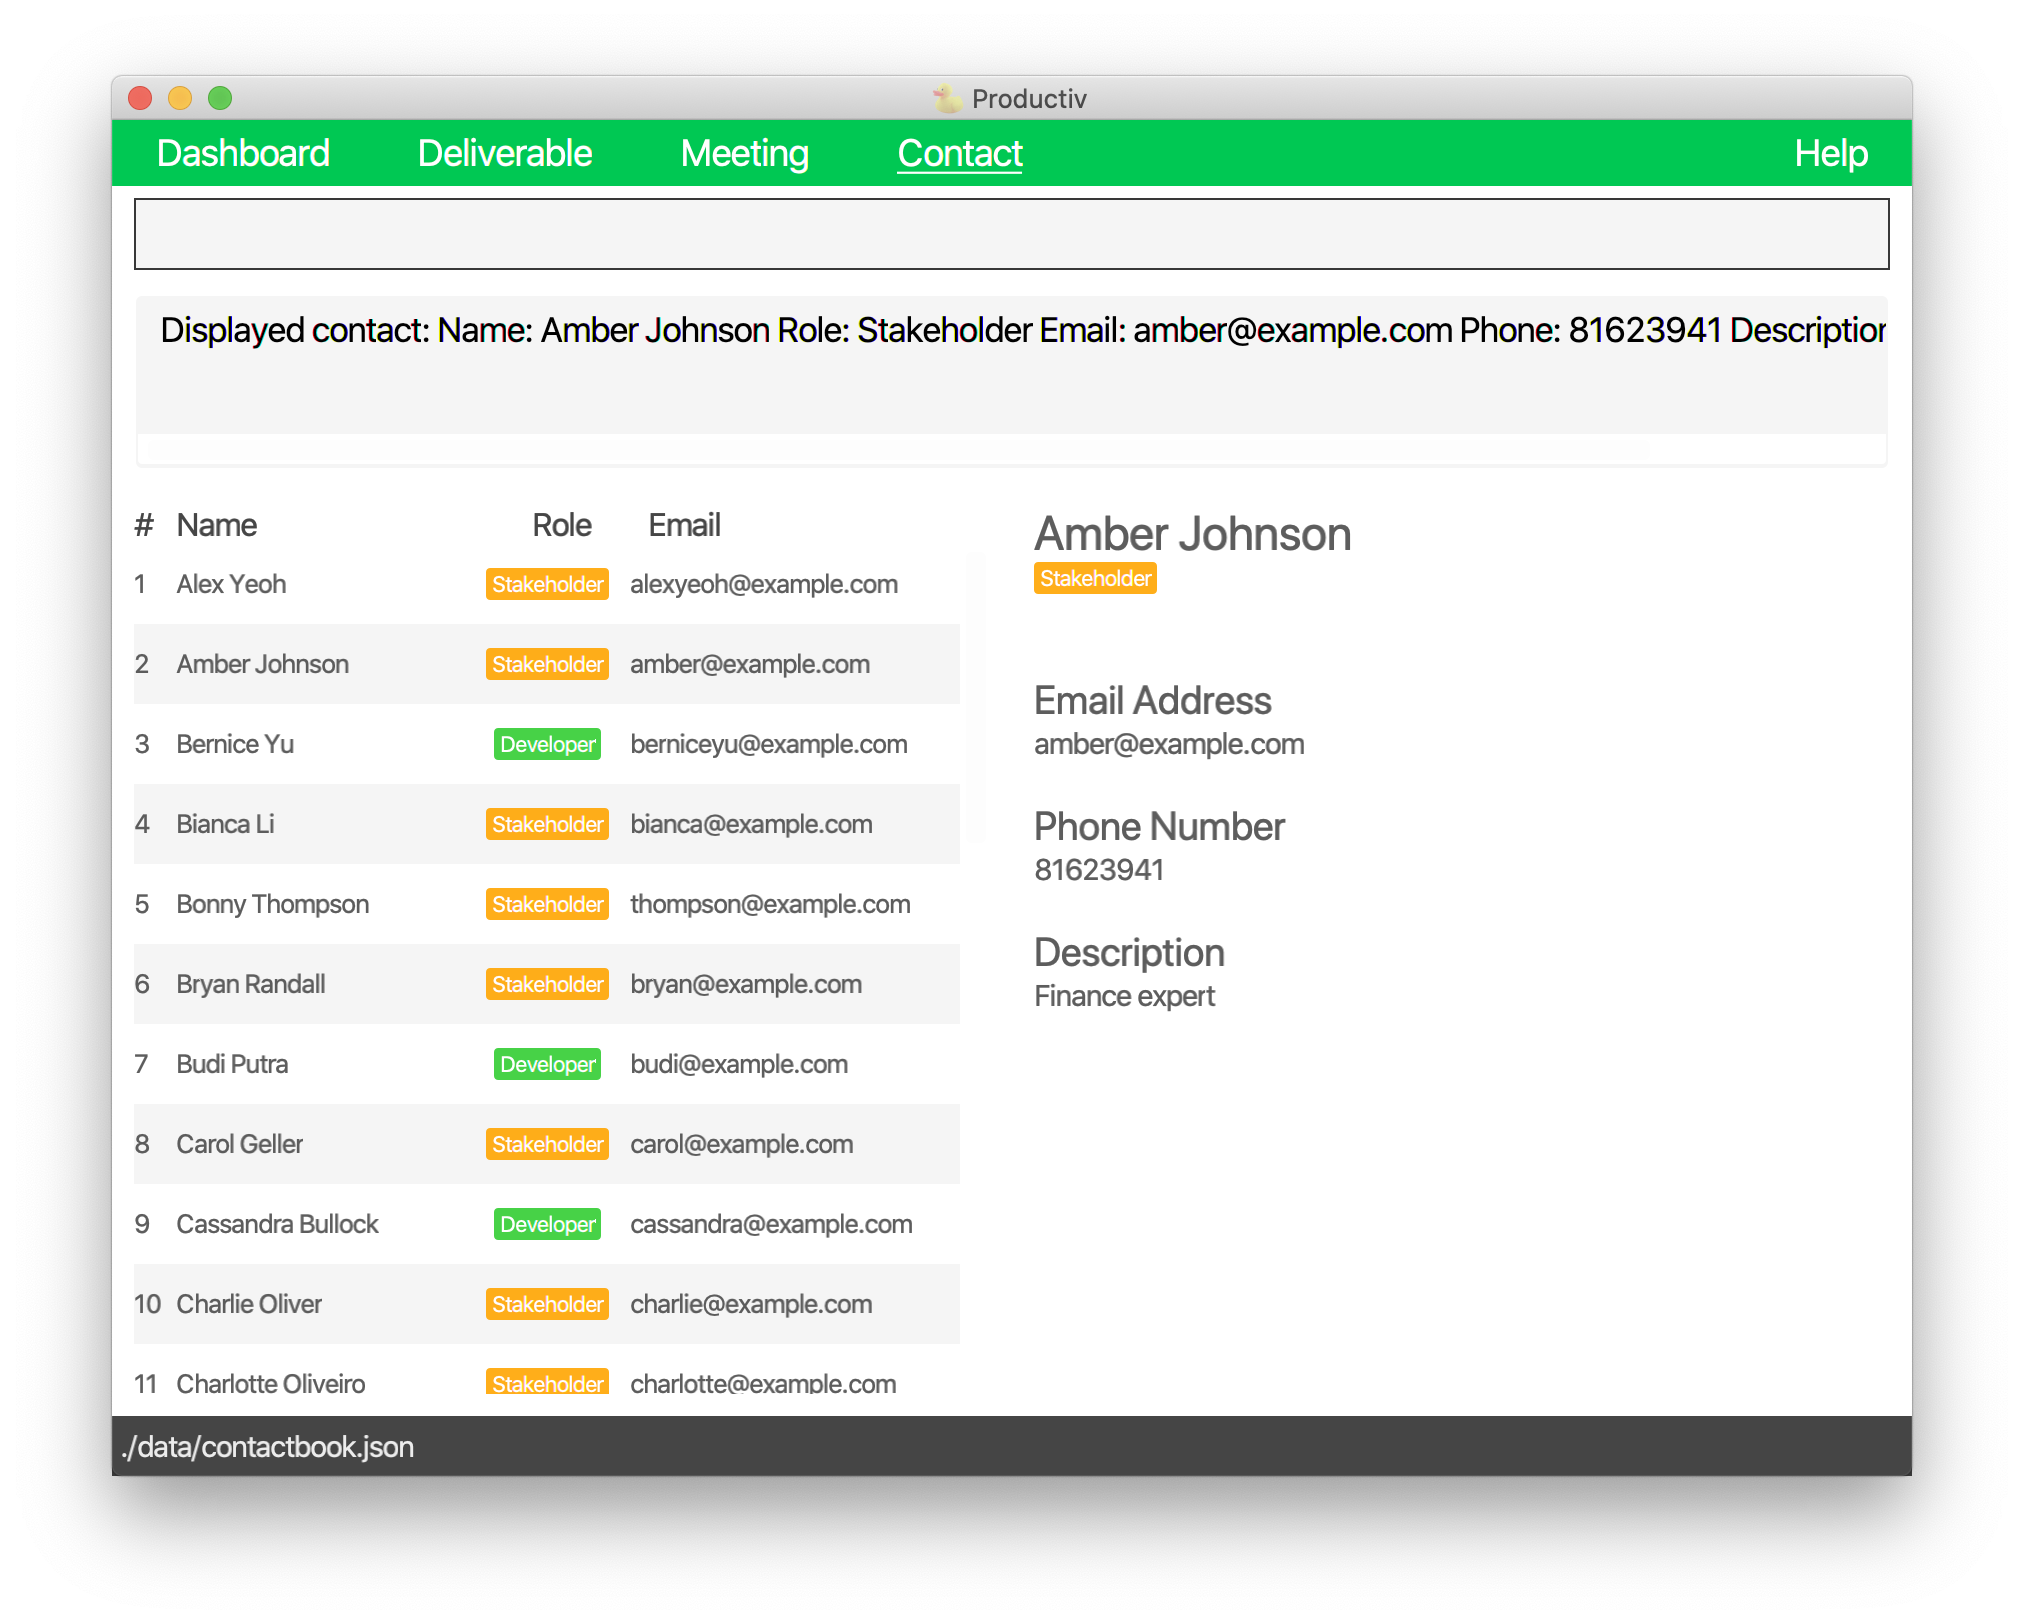 Productiv
Dashboard Deliverable Meeting Contact Help
Displayed contact: Name: Amber Johnson Role: Stakeholder Email: amber@example.com Phone: 81623941 Description
# Name Role Email
1 Alex Yeoh Stakeholder alexyeoh@example.com
2 Amber Johnson Stakeholder amber@example.com
3 Bernice Yu Developer berniceyu@example.com
4 Bianca Li Stakeholder bianca@example.com
5 Bonny Thompson Stakeholder thompson@example.com
6 Bryan Randall Stakeholder bryan@example.com
7 Budi Putra Developer budi@example.com
8 Carol Geller Stakeholder carol@example.com
9 Cassandra Bullock Developer cassandra@example.com
10 Charlie Oliver Stakeholder charlie@example.com
11 Charlotte Oliveiro Stakeholder charlotte@example.com
Amber Johnson
Stakeholder
Email Address
amber@example.com
Phone Number
81623941
Description
Finance expert
./data/contactbook.json